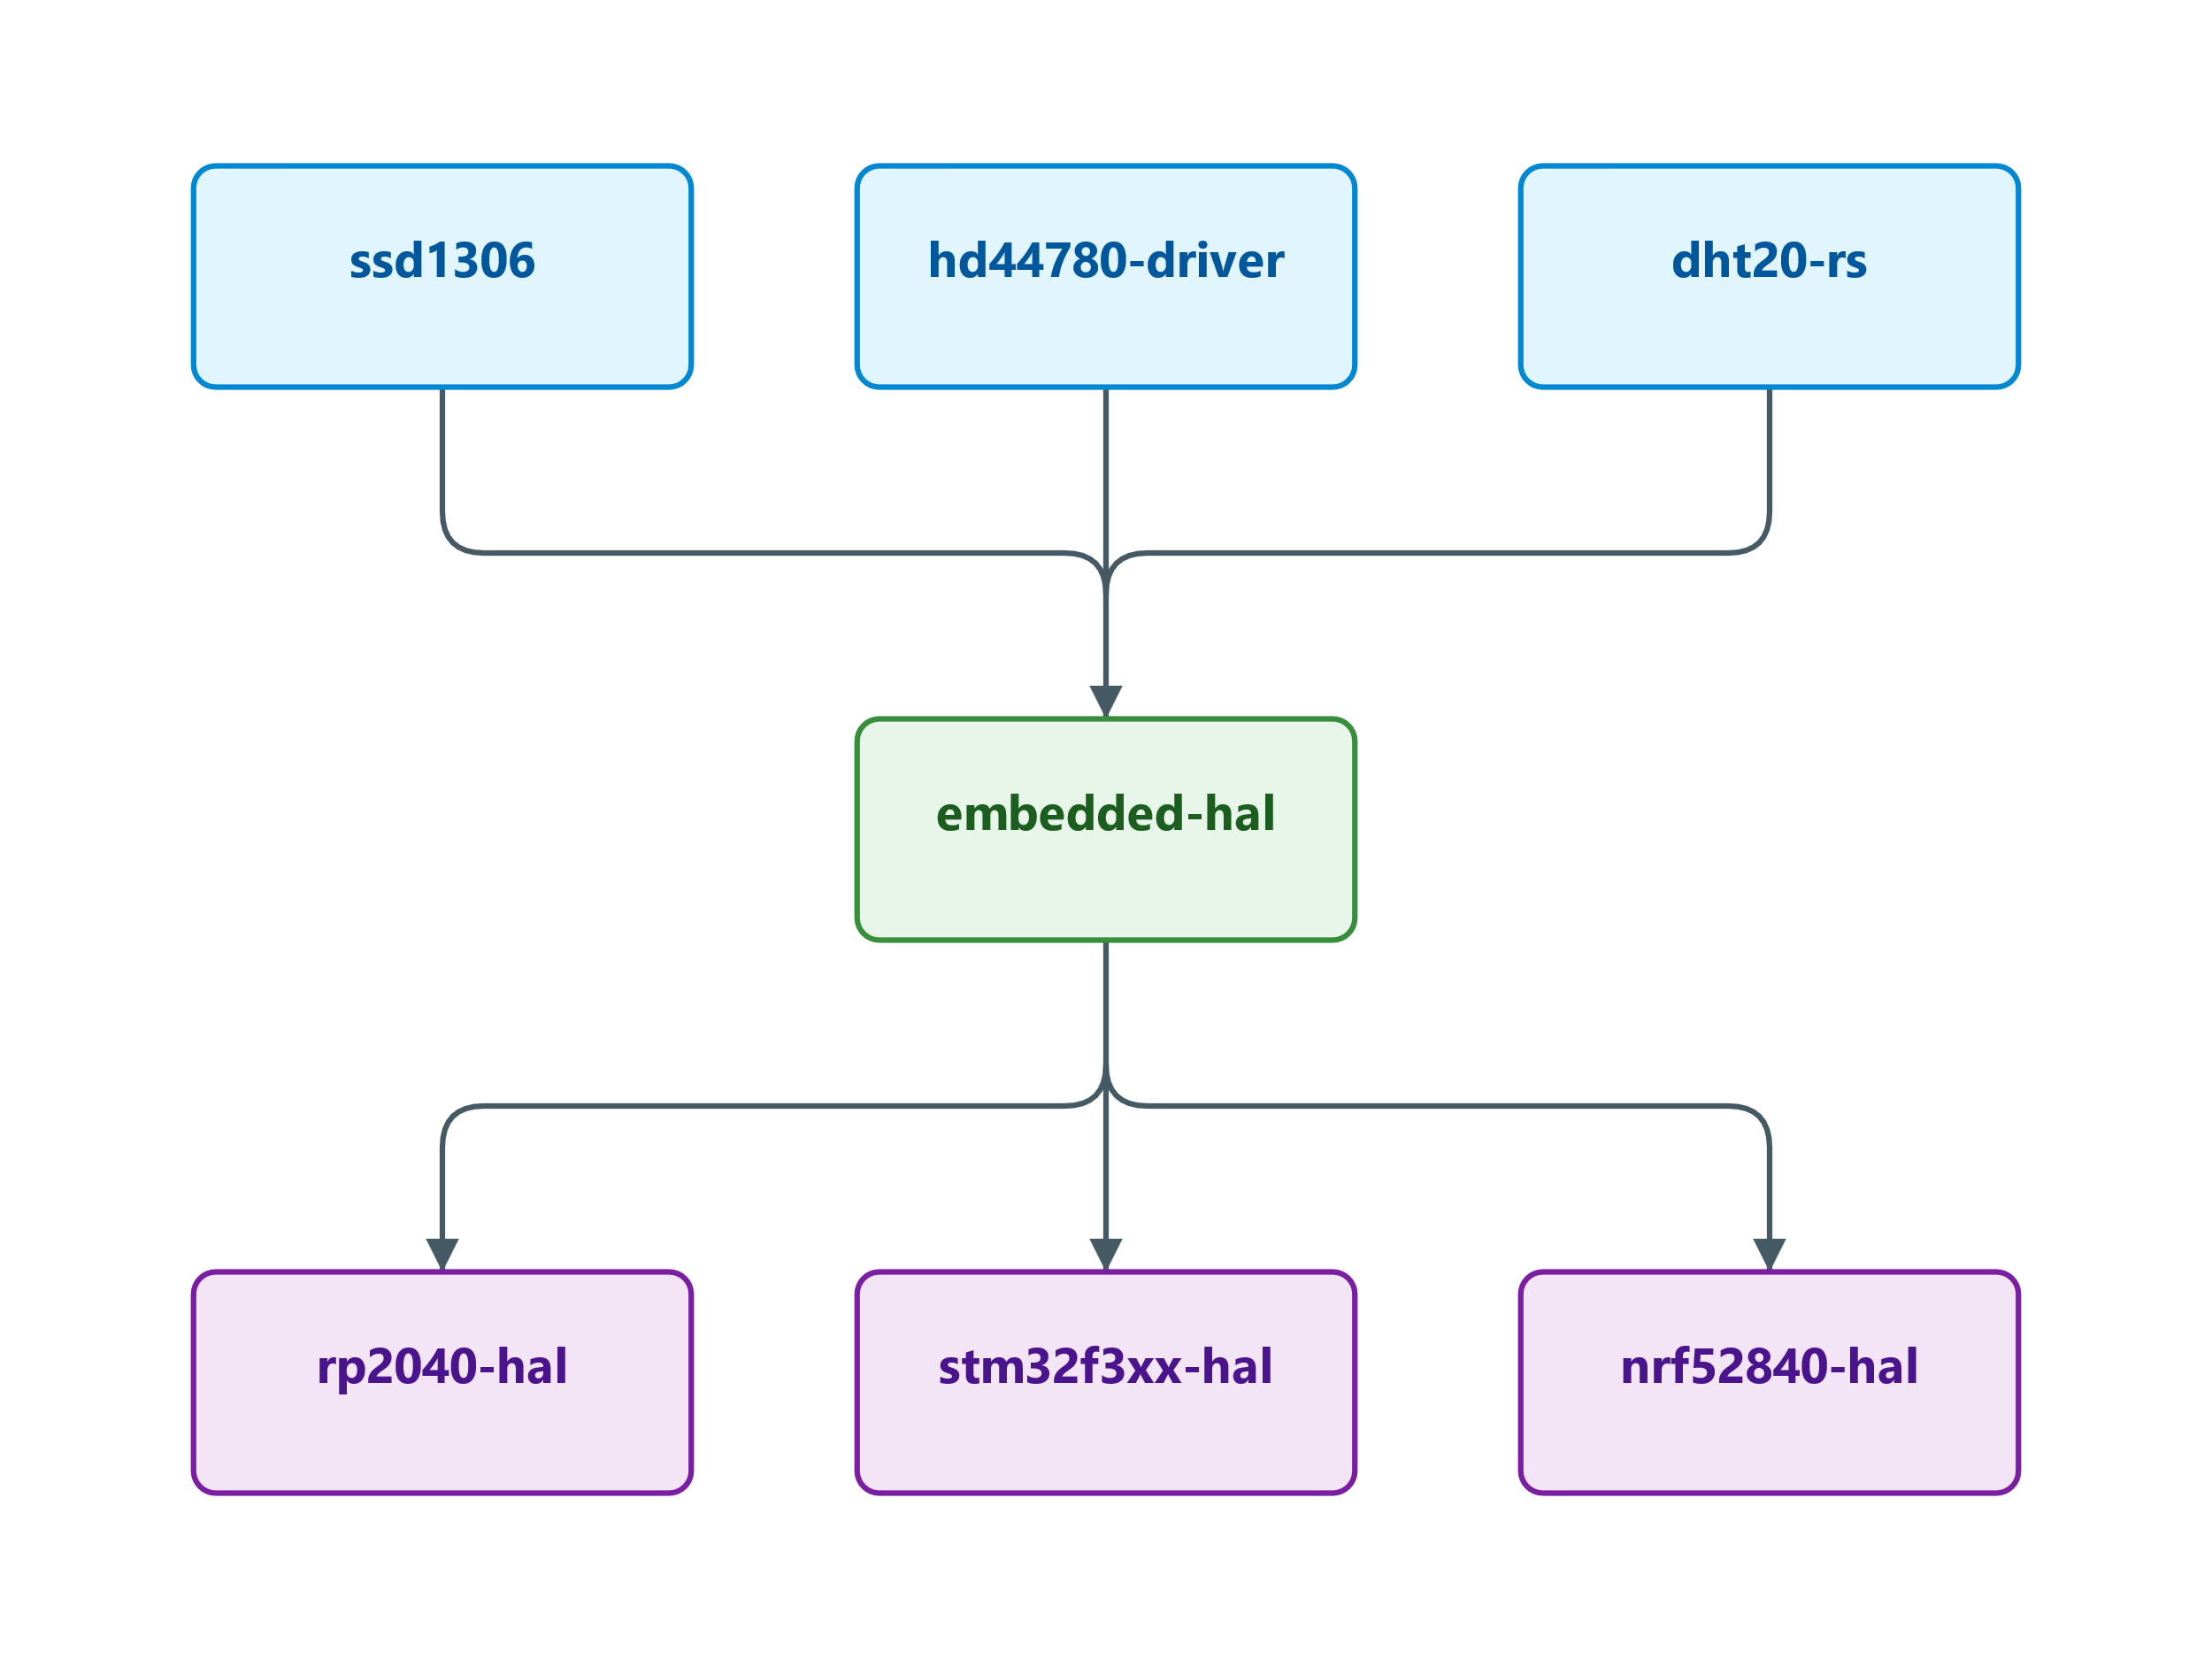 ssd1306
hd44780-driver
dht20-rs
embedded-hal
rp2040-hal
stm32f3xx-hal
nrf52840-hal